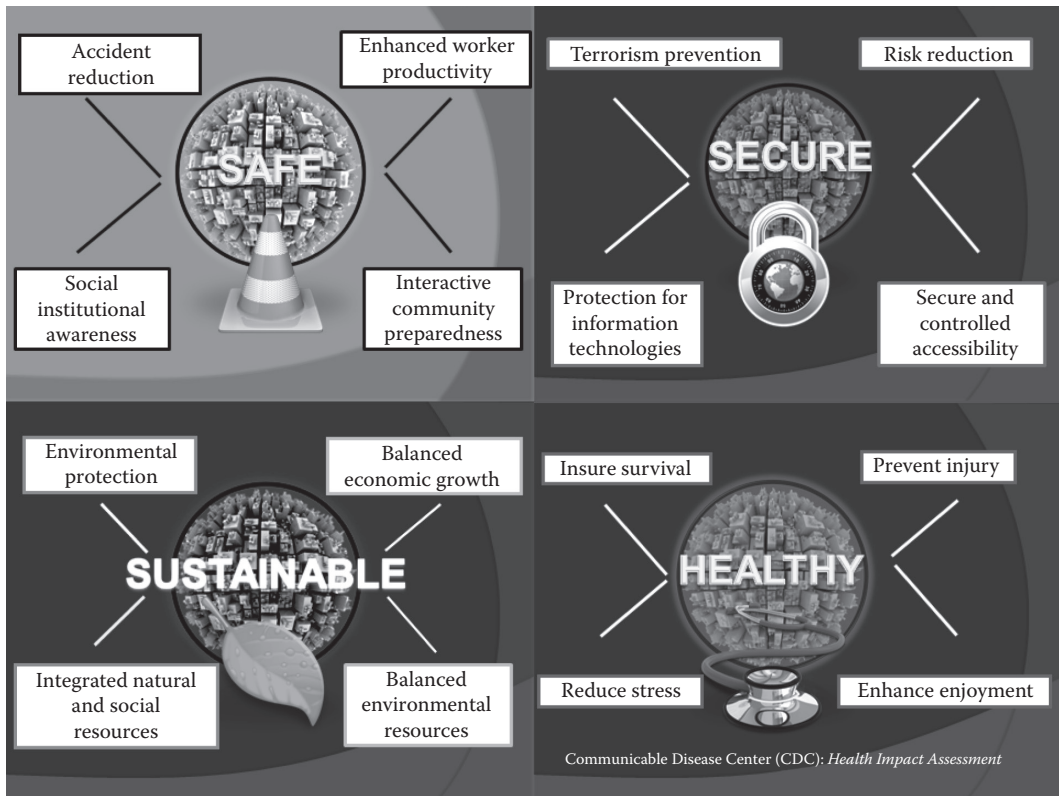 Accident
reduction
Enhanced worker
productivity
SAFE
Social
institutional
awareness
Interactive
community
preparedness
Terrorism prevention
Risk reduction
SECURE
Protection for
information
technologies
Secure and
controlled
accessibility
Environmental
protection
Balanced
economic growth
SUSTAINABLE
Integrated natural
and social
resources
Balanced
environmental
resources
Insure survival
Prevent injury
HEALTHY
Reduce stress
Enhance enjoyment
Communicable Disease Center (CDC): Health Impact Assessment